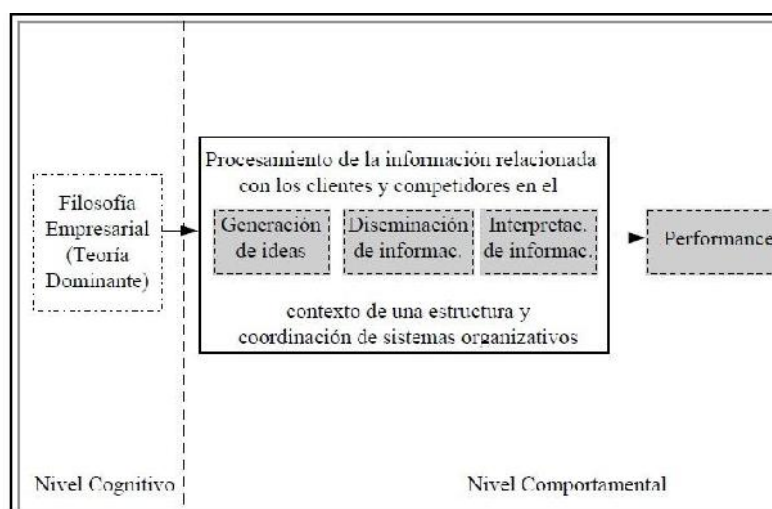 Filosofía
Empresarial
(Teoría
Dominante)
Procesamiento de la información relacionada
con los clientes y competidores en el
Generación
de ideas
Diseminación
de informac.
Interpretac.
de informac.
contexto de una estructura y
coordinación de sistemas organizativos
Performance
Nivel Cognitivo
Nivel Comportamental